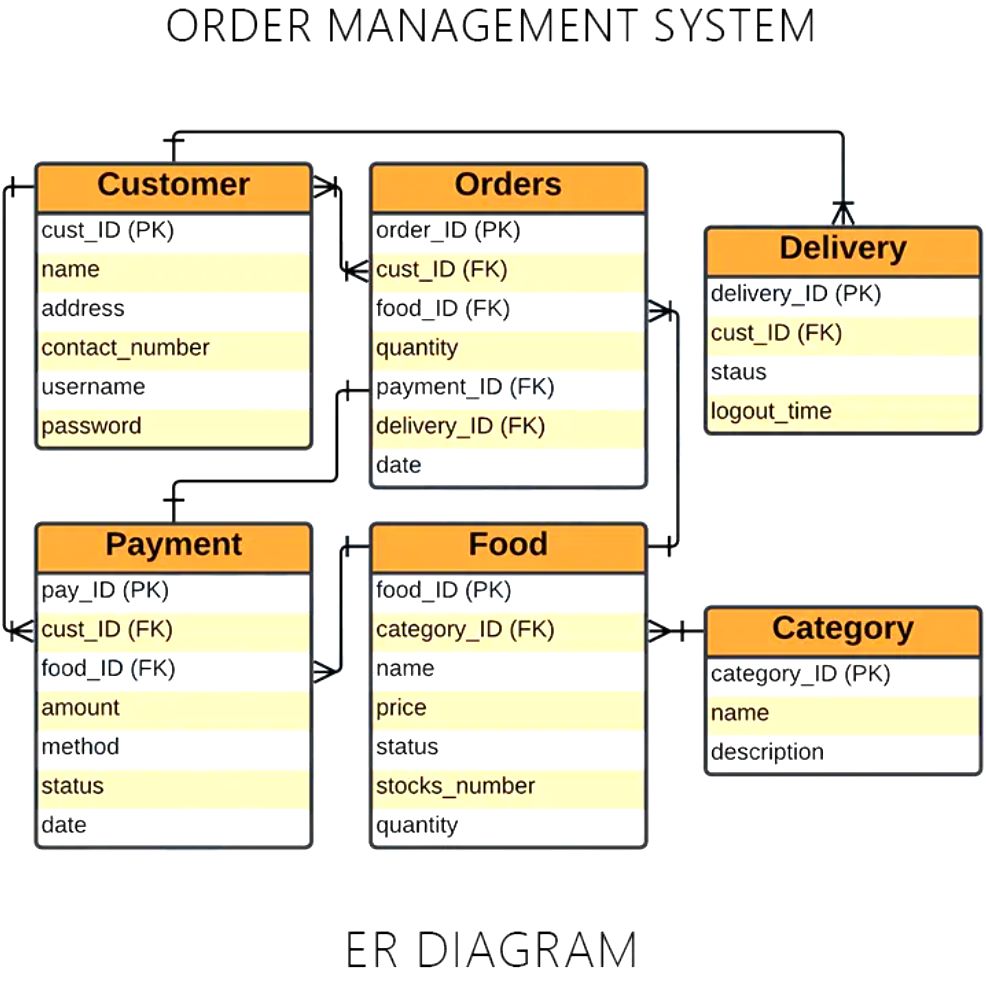 ORDER MANAGEMENT SYSTEM
Customer
cust_ID (PK)
name
address
contact_number
username
password
Orders
order_ID (PK)
cust_ID (FK)
food_ID (FK)
quantity
payment_ID (FK)
delivery_ID (FK)
date
Delivery
delivery_ID (PK)
cust_ID (FK)
staus
logout_time
Payment
pay_ID (PK)
cust_ID (FK)
food_ID (FK)
amount
method
status
date
Food
food_ID (PK)
category_ID (FK)
name
price
status
stocks_number
quantity
Category
category_ID (PK)
name
description
ER DIAGRAM